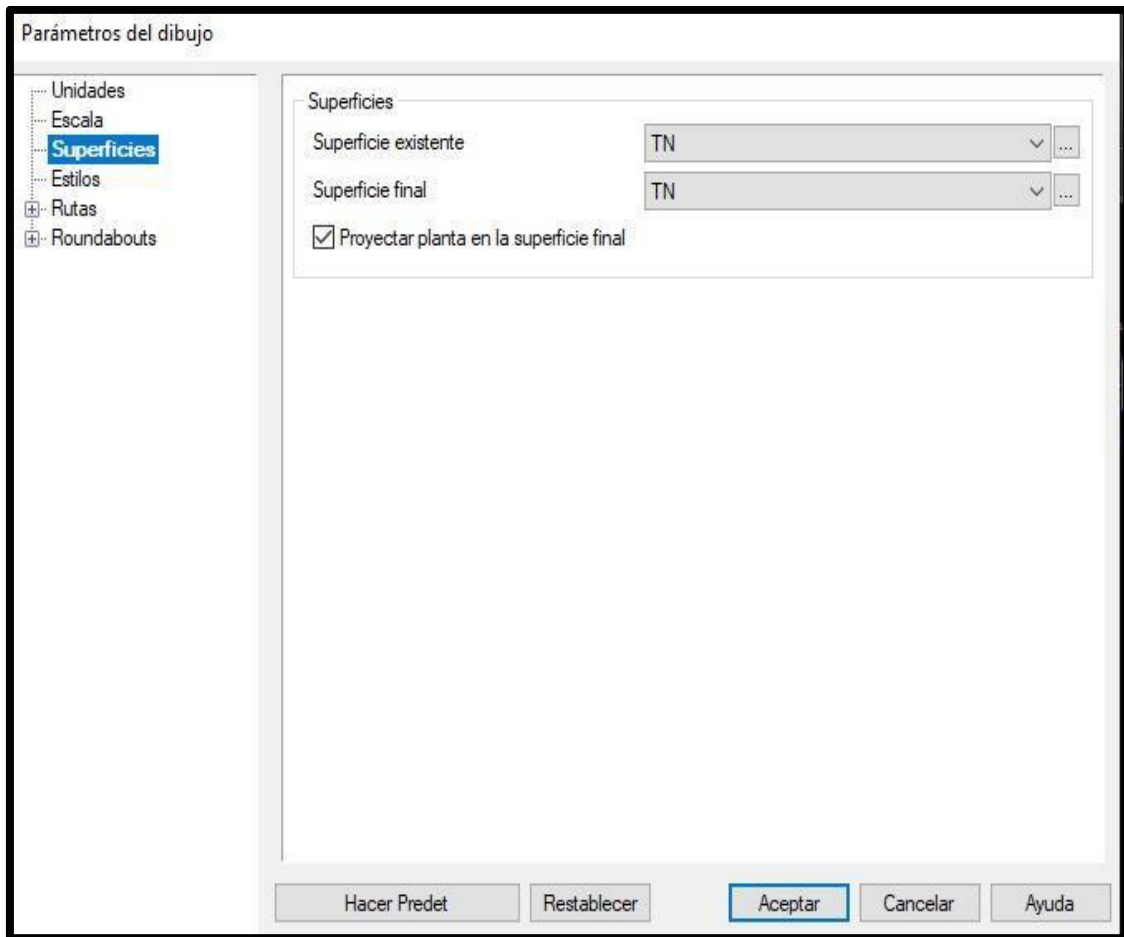 Parámetros del dibujo
Unidades
Escala
Superficies
Estilos
Rutas
Roundabouts
Superficies
Superficie existente TN ...
Superficie final TN ...
Proyectar planta en la superficie final
Hacer Predet Restablecer Aceptar Cancelar Ayuda